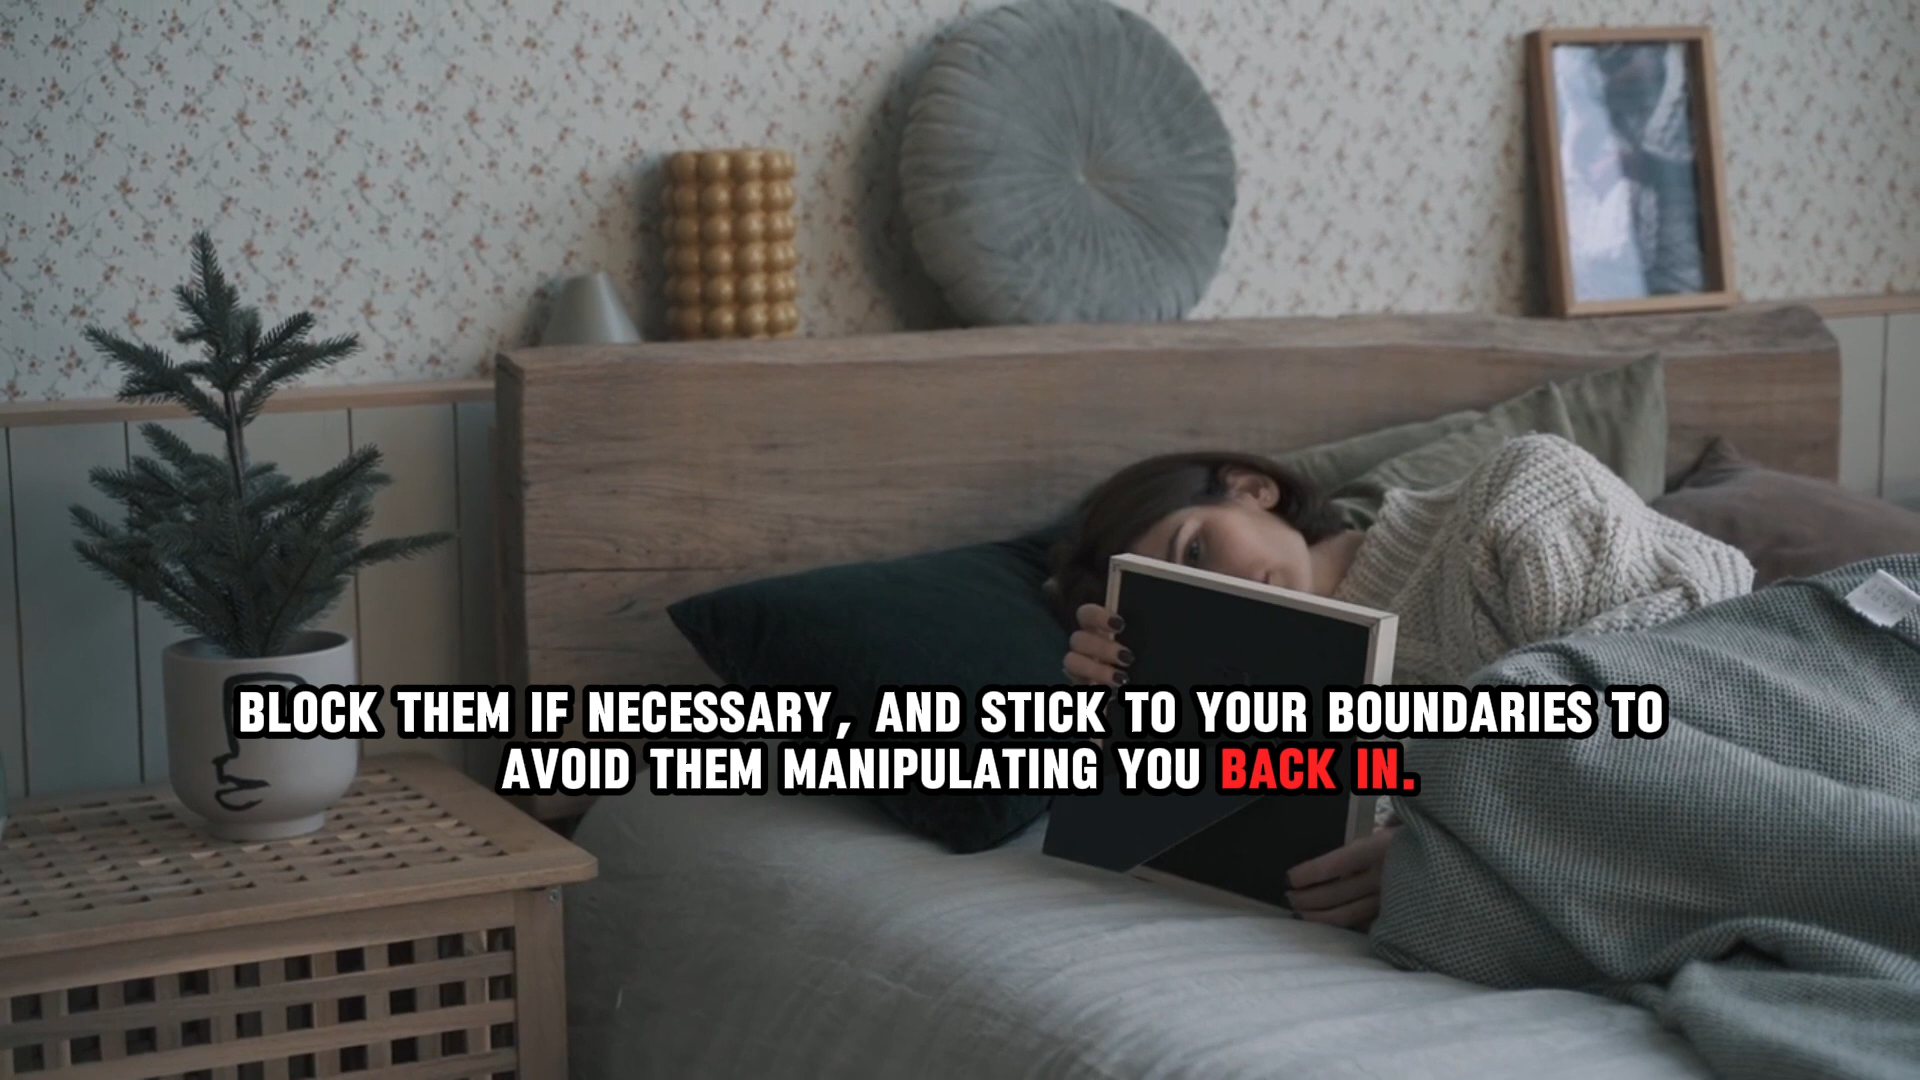 BLOCK THEM IF NECESSARY, AND STICK TO YOUR BOUNDARIES TO
AVOID THEM MANIPULATING YOU BACK IN.